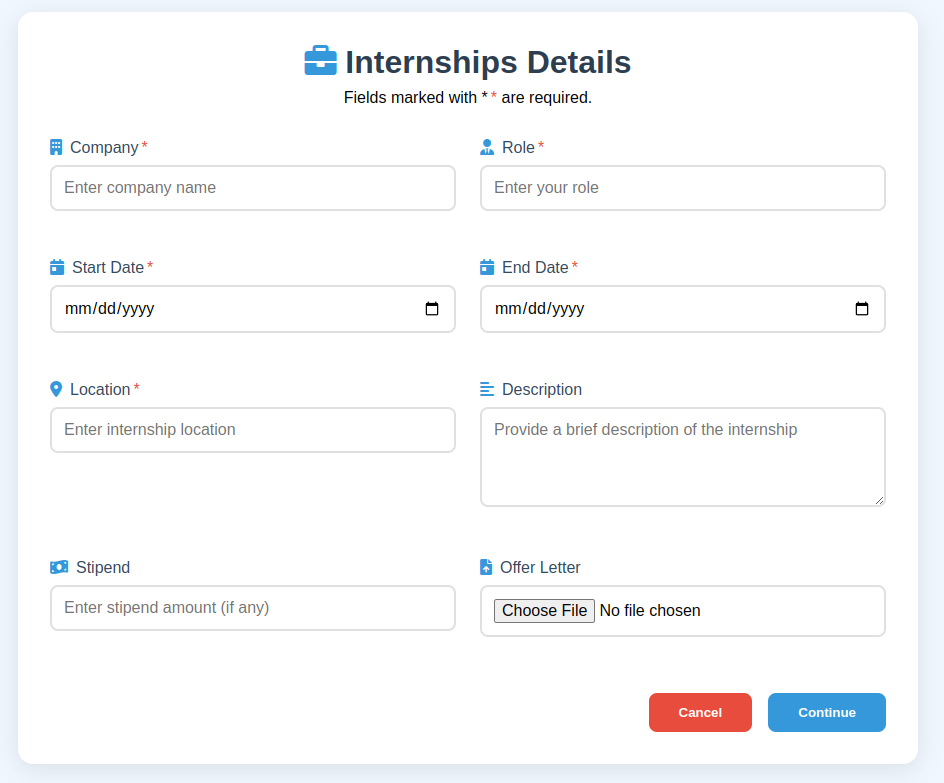 Internships Details
Fields marked with * * are required.
Company *
Role *
Enter company name
Enter your role
Start Date *
End Date *
mm/dd/yyyy
mm/dd/yyyy
Location *
Description
Enter internship location
Provide a brief description of the internship
Stipend
Offer Letter
Enter stipend amount (if any)
Choose File No file chosen
Cancel
Continue